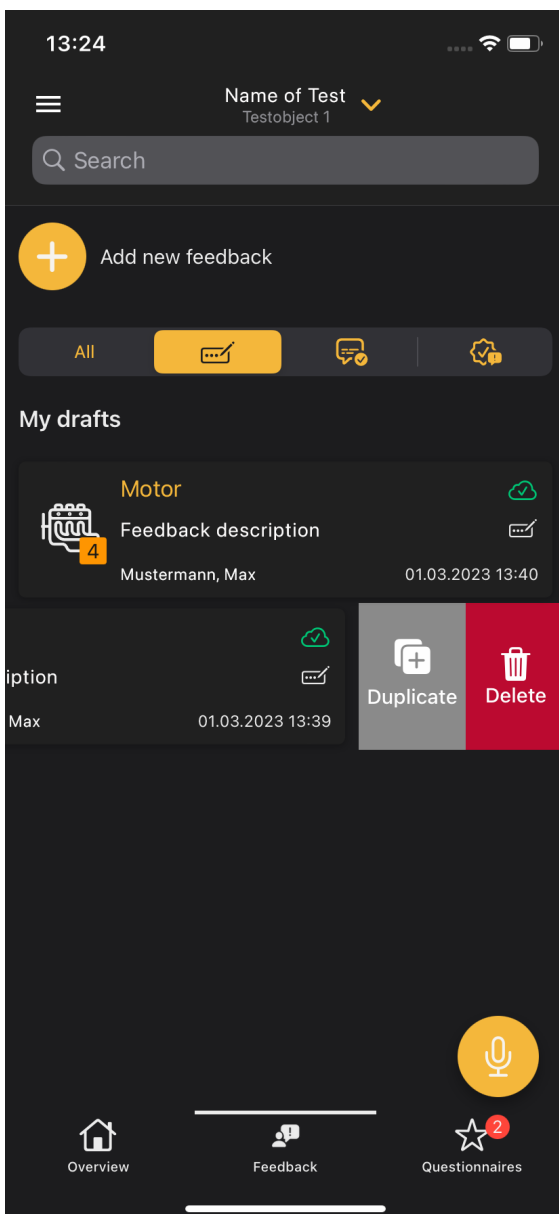 13:24
Name of Test
Testobject 1
Search
Add new feedback
All
My drafts
Motor
Feedback description
4
Mustermann, Max 01.03.2023 13:40
iption
Max 01.03.2023 13:39
Duplicate Delete
2
Overview Feedback Questionnaires